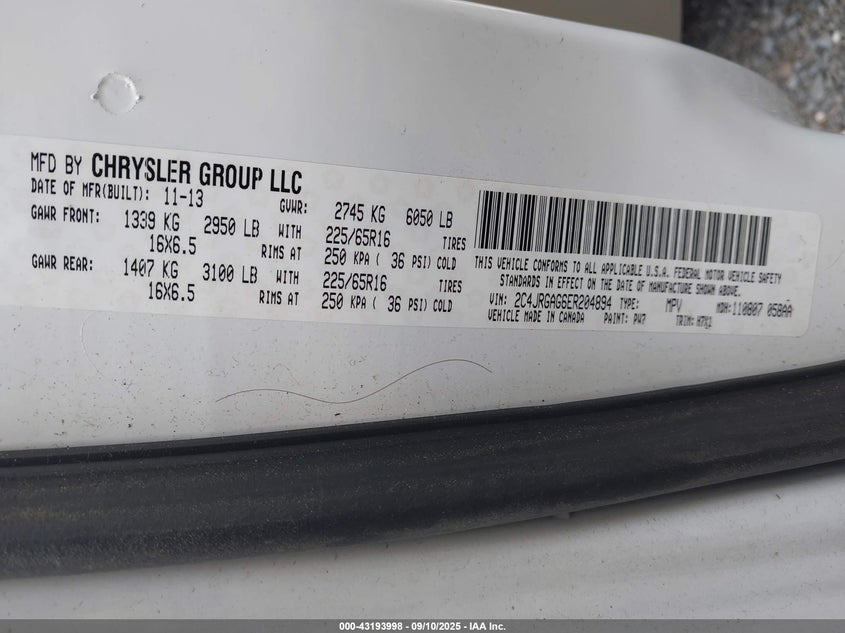 MFD BY CHRYSLER GROUP LLC
DATE OF MFR(BUILT): 11-13 GVWR: 2745 KG 6050 LB
GAWR FRONT: 1339 KG 2950 LB WITH 225/65R16 TIRES
16X6.5 RIMS AT 250 KPA ( 36 PSI) COLD
GAWR REAR: 1407 KG 3100 LB WITH 225/65R16 TIRES
16X6.5 RIMS AT 250 KPA ( 36 PSI) COLD
THIS VEHICLE CONFORMS TO ALL APPLICABLE U.S.A. FEDERAL MOTOR VEHICLE SAFETY
STANDARDS IN EFFECT ON THE DATE OF MANUFACTURE SHOWN ABOVE.
VIN: 2C4JRGAG6ER204894 TYPE: MPV MDH: 110807 058AA
VEHICLE MADE IN CANADA PAINT: PW7 TRIM:
000-43193998 - 09/10/2025 - IAA Inc.